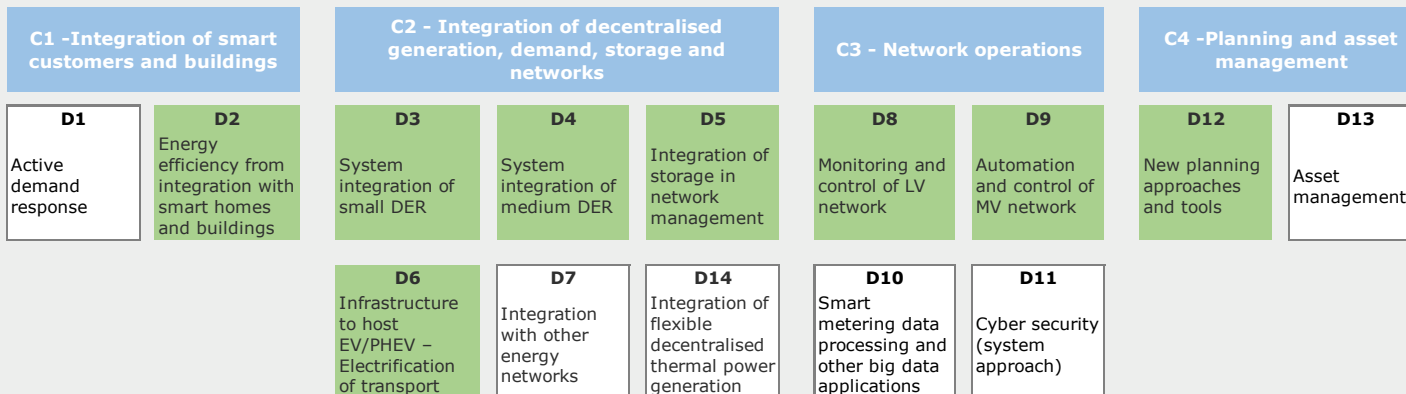 C1 -Integration of smart
customers and buildings
C2 - Integration of decentralised
generation, demand, storage and
networks
C3 - Network operations
C4 -Planning and asset
management
D1
Active
demand
response
D2
Energy
efficiency from
integration with
smart homes
and buildings
D3
System
integration of
small DER
D4
System
integration of
medium DER
D5
Integration of
storage in
network
management
D8
Monitoring and
control of LV
network
D9
Automation
and control of
MV network
D12
New planning
approaches
and tools
D13
Asset
management
D6
Infrastructure
to host
EV/PHEV –
Electrification
of transport
D7
Integration
with other
energy
networks
D14
Integration of
flexible
decentralised
thermal power
generation
D10
Smart
metering data
processing and
other big data
applications
D11
Cyber security
(system
approach)